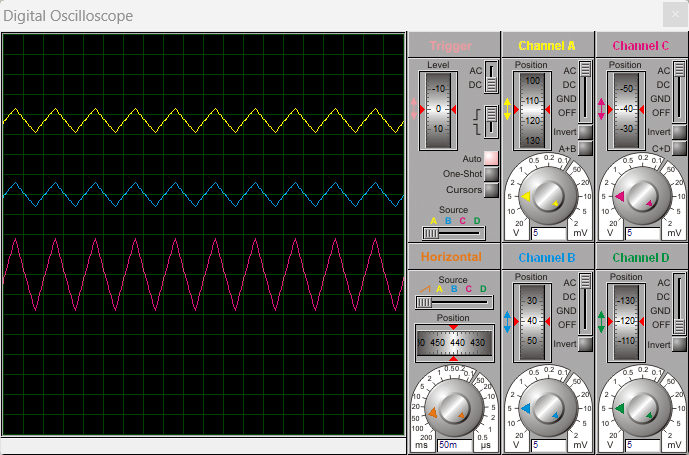 Digital Oscilloscope
Trigger
Level
-10
0
10
AC
DC
Auto
One-Shot
Cursors
Source
A B C D
Channel A
Position
100
110
120
130
AC
DC
GND
OFF
Invert
A+B
20 10 5 2 1 0.5 0.2 0.1 50 20 10 5 2
V 5 mV
Channel C
Position
-50
-40
-30
AC
DC
GND
OFF
Invert
C+D
20 10 5 2 1 0.5 0.2 0.1 50 20 10 5 2
V 5 mV
Horizontal
Source
A B C D
Position
450 440 430
200 100 50 20 10 5 2 1 0.5 0.2 0.1 50 20 10 5 2 1 0.5
ms 50m µs
Channel B
Position
30
40
50
AC
DC
GND
OFF
Invert
20 10 5 2 1 0.5 0.2 0.1 50 20 10 5 2
V 5 mV
Channel D
Position
-130
-120
-110
AC
DC
GND
OFF
Invert
20 10 5 2 1 0.5 0.2 0.1 50 20 10 5 2
V 5 mV